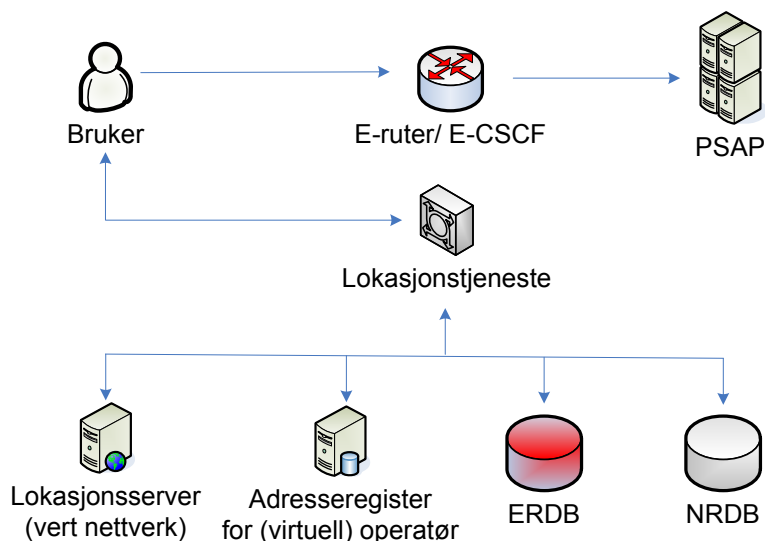 Bruker
E-ruter/ E-CSCF
PSAP
Lokasjonstjeneste
Lokasjonsserver
(vert nettverk)
Adresseregister
for (virtuell) operatør
ERDB
NRDB